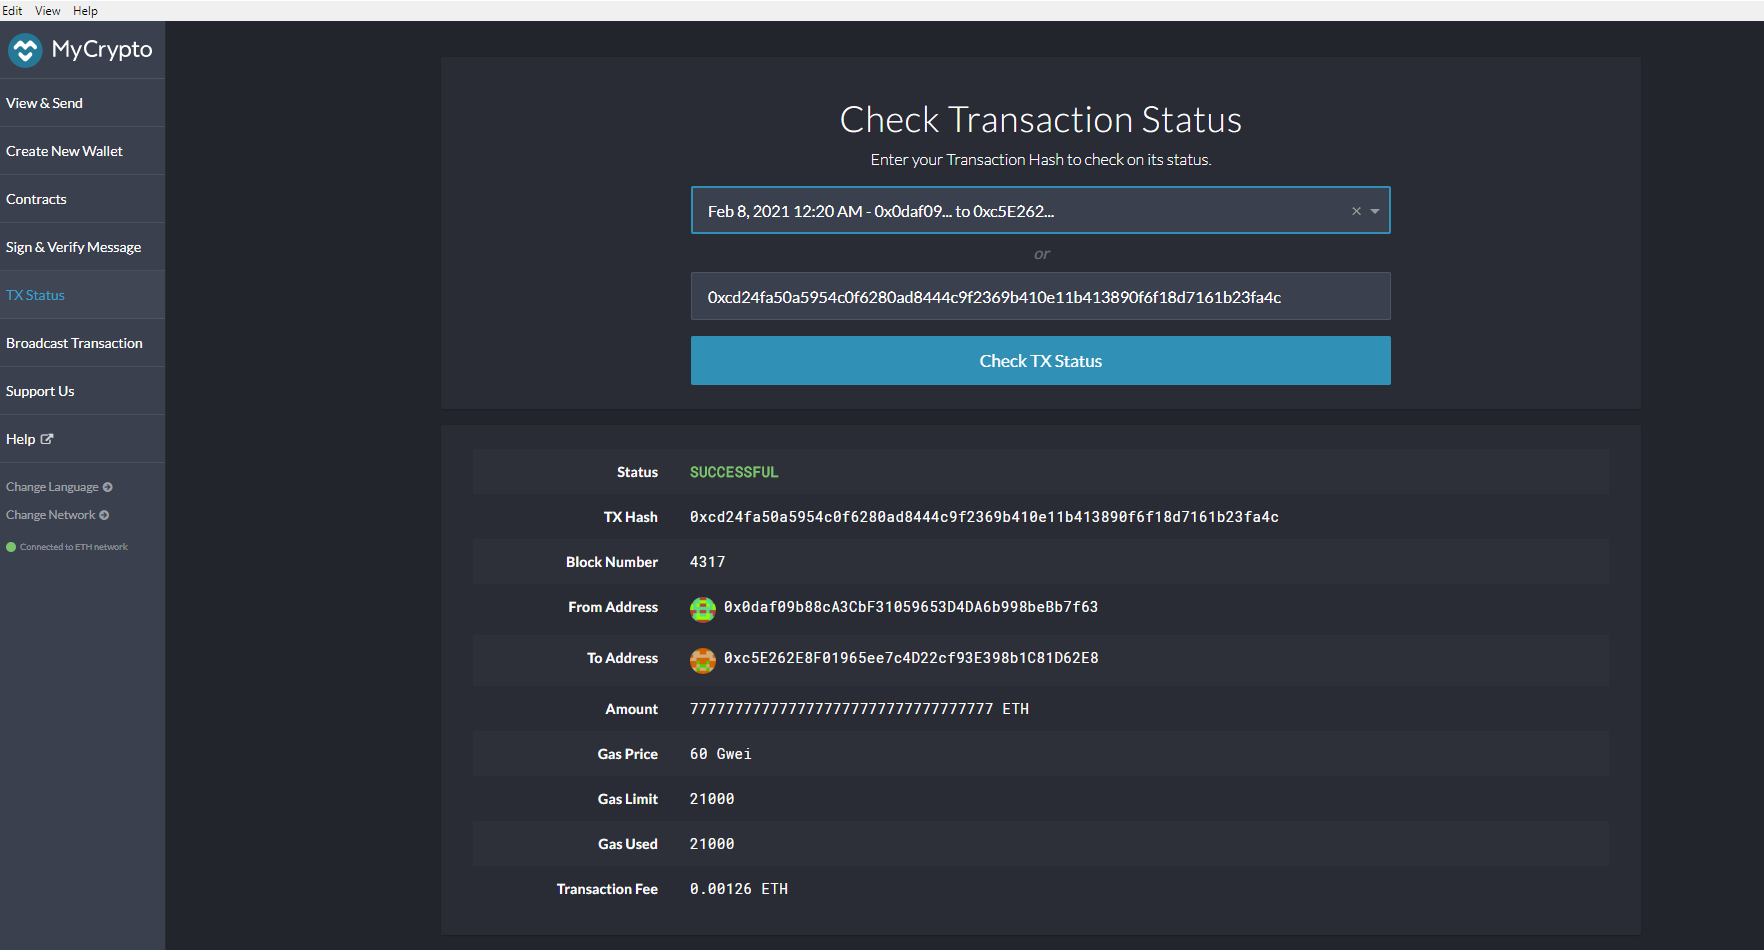 Edit View Help
MyCrypto
View & Send
Create New Wallet
Contracts
Sign & Verify Message
TX Status
Broadcast Transaction
Support Us
Help
Change Language
Change Network
Connected to ETH network
Check Transaction Status
Enter your Transaction Hash to check on its status.
Feb 8, 2021 12:20 AM - 0x0daf09... to 0xc5E262...
or
0xcd24fa50a5954c0f6280ad8444c9f2369b410e11b413890f6f18d7161b23fa4c
Check TX Status
Status SUCCESSFUL
TX Hash 0xcd24fa50a5954c0f6280ad8444c9f2369b410e11b413890f6f18d7161b23fa4c
Block Number 4317
From Address 0x0daf09b88cA3CbF31059653D4DA6b998beBb7f63
To Address 0xc5E262E8F01965ee7c4D22cf93E398b1C81D62E8
Amount 7777777777777777777777777777777777 ETH
Gas Price 60 Gwei
Gas Limit 21000
Gas Used 21000
Transaction Fee 0.00126 ETH